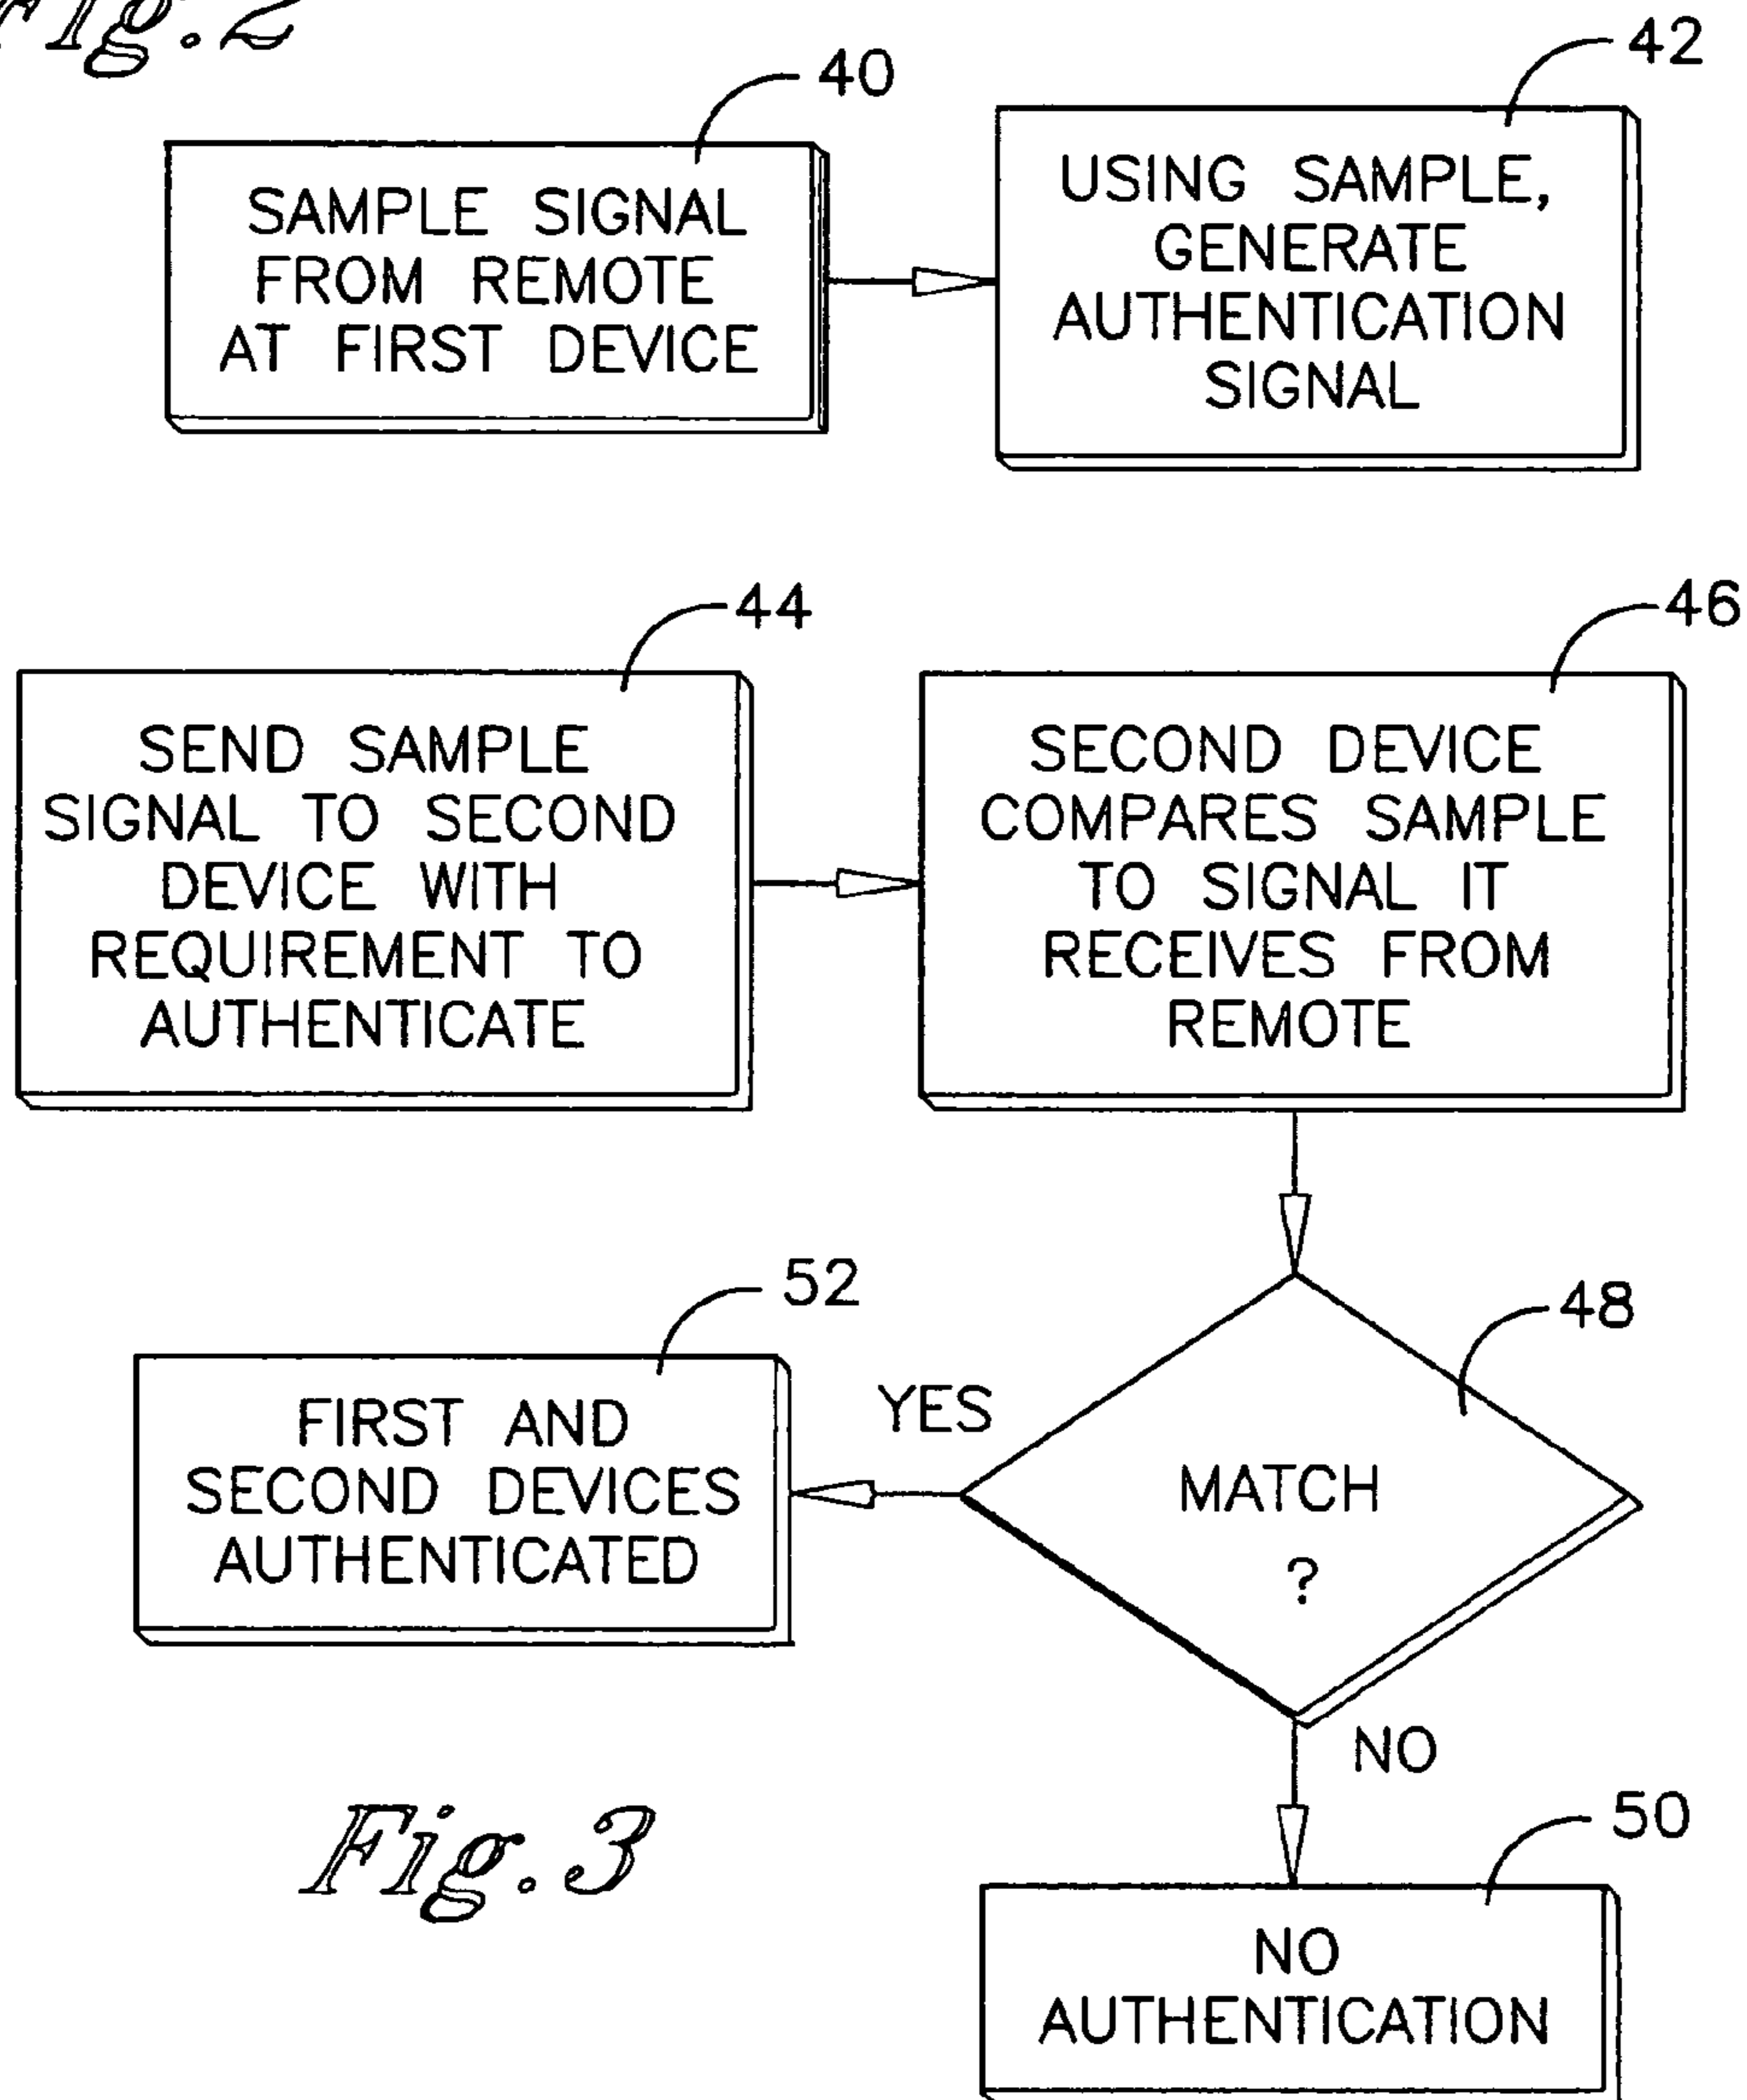 Fig. 2
40
42
SAMPLE SIGNAL
FROM REMOTE
AT FIRST DEVICE
USING SAMPLE,
GENERATE
AUTHENTICATION
SIGNAL
44
46
SEND SAMPLE
SIGNAL TO SECOND
DEVICE WITH
REQUIREMENT TO
AUTHENTICATE
SECOND DEVICE
COMPARES SAMPLE
TO SIGNAL IT
RECEIVES FROM
REMOTE
52
48
FIRST AND
SECOND DEVICES
AUTHENTICATED
YES
MATCH
?
NO
Fig. 3
50
NO
AUTHENTICATION